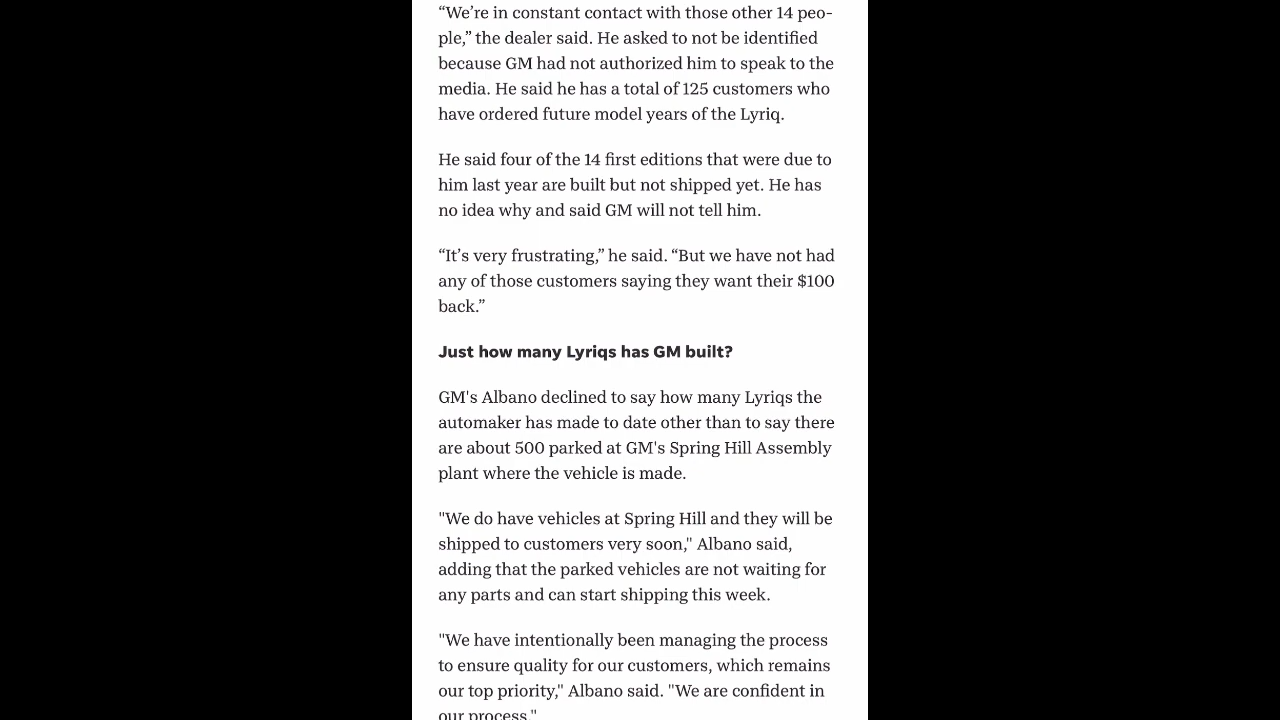 “We’re in constant contact with those other 14 peo-
ple,” the dealer said. He asked to not be identified
because GM had not authorized him to speak to the
media. He said he has a total of 125 customers who
have ordered future model years of the Lyriq.
He said four of the 14 first editions that were due to
him last year are built but not shipped yet. He has
no idea why and said GM will not tell him.
“It’s very frustrating,” he said. “But we have not had
any of those customers saying they want their $100
back.”
Just how many Lyriqs has GM built?
GM's Albano declined to say how many Lyriqs the
automaker has made to date other than to say there
are about 500 parked at GM's Spring Hill Assembly
plant where the vehicle is made.
"We do have vehicles at Spring Hill and they will be
shipped to customers very soon," Albano said,
adding that the parked vehicles are not waiting for
any parts and can start shipping this week.
"We have intentionally been managing the process
to ensure quality for our customers, which remains
our top priority," Albano said. "We are confident in
our process."